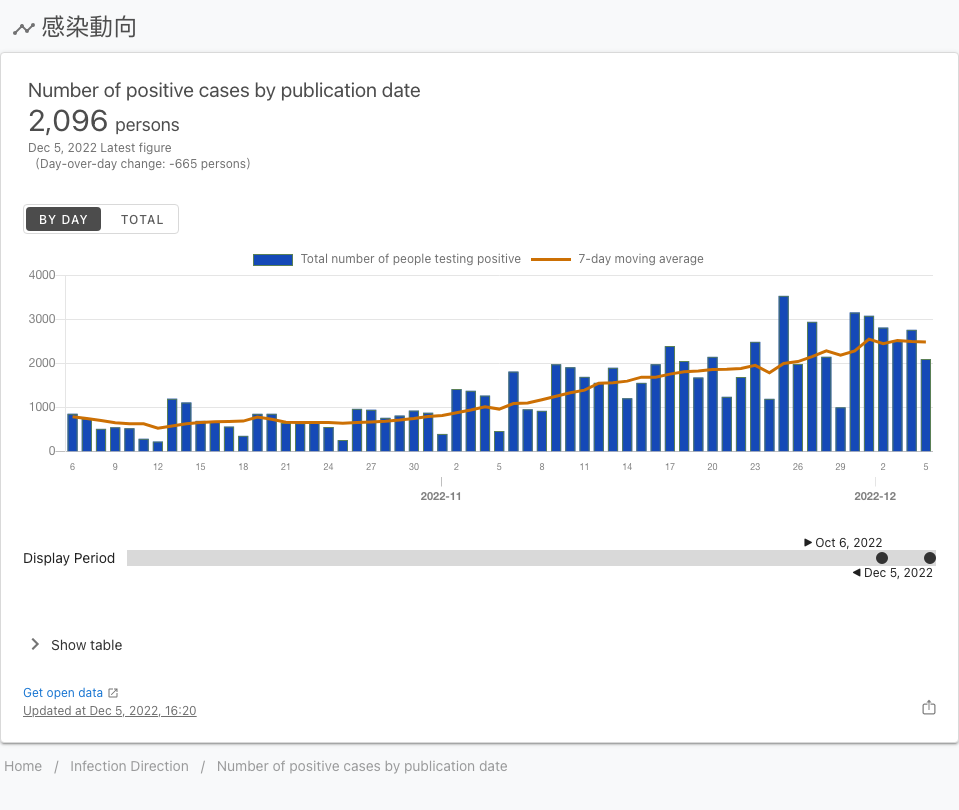 感染動向
Number of positive cases by publication date
2,096 persons
Dec 5, 2022 Latest figure
(Day-over-day change: -665 persons)
BY DAY TOTAL
Total number of people testing positive 7-day moving average
4000
3000
2000
1000
0
6 9 12 15 18 21 24 27 30 2 5 8 11 14 17 20 23 26 29 2 5
2022-11 2022-12
▶ Oct 6, 2022
Display Period
◀ Dec 5, 2022
Show table
Get open data
Updated at Dec 5, 2022, 16:20
Home / Infection Direction / Number of positive cases by publication date